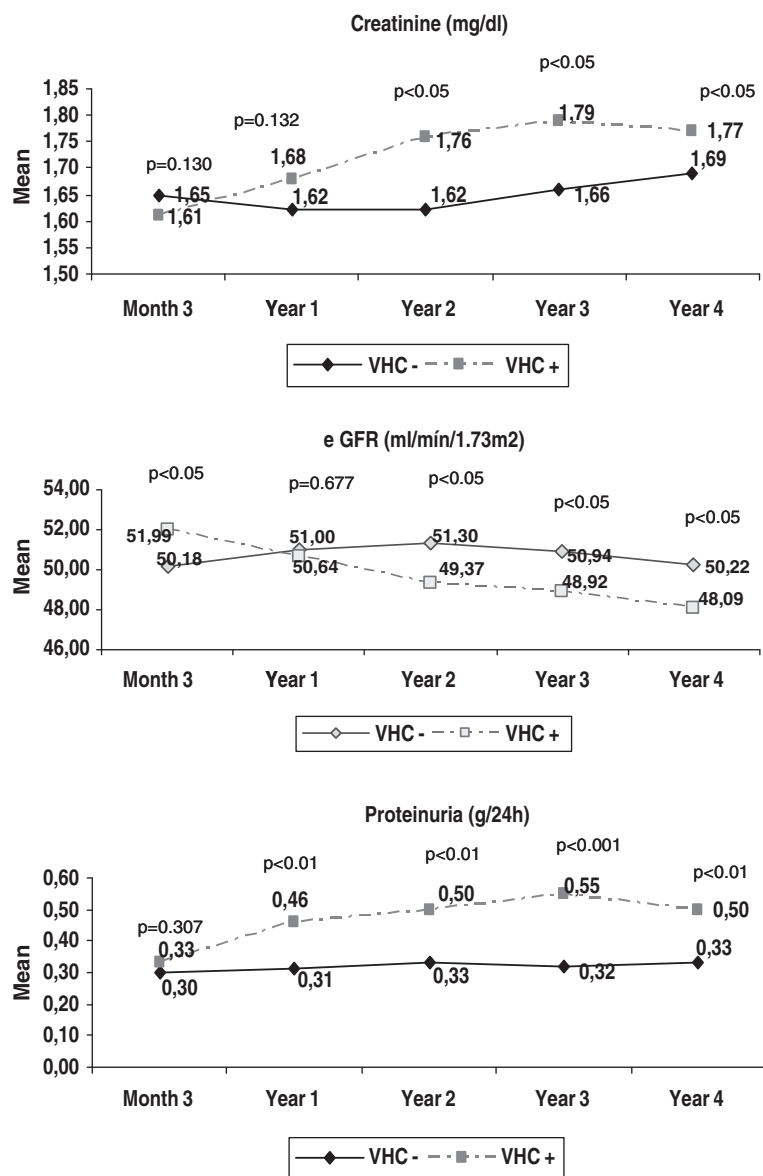 Creatinine (mg/dl)
p<0.05
p<0.05
p<0.05
p=0.132
p=0.130
1,85
1,80
1,75
1,70
1,65
1,60
1,55
1,50
Mean
1,65
1,61
1,68
1,62
1,76
1,62
1,79
1,66
1,77
1,69
Month 3 Year 1 Year 2 Year 3 Year 4
VHC - VHC +
e GFR (ml/mín/1.73m2)
p<0.05
p=0.677
p<0.05
p<0.05
p<0.05
54,00
52,00
50,00
48,00
46,00
Mean
51,99
50,18
51,00
50,64
51,30
49,37
50,94
48,92
50,22
48,09
Month 3 Year 1 Year 2 Year 3 Year 4
VHC - VHC +
Proteinuria (g/24h)
p=0.307
p<0.01
p<0.01
p<0.001
p<0.01
0,60
0,50
0,40
0,30
0,20
0,10
0,00
Mean
0,33
0,30
0,46
0,31
0,50
0,33
0,55
0,32
0,50
0,33
Month 3 Year 1 Year 2 Year 3 Year 4
VHC - VHC +